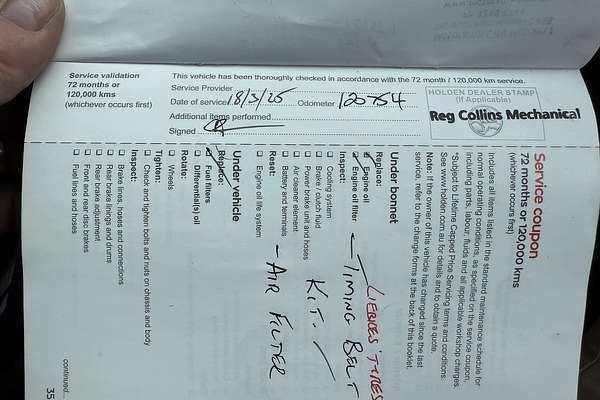 Service validation
72 months or
120,000 kms
(whichever occurs first)
This vehicle has been thoroughly checked in accordance with the 72 month / 120,000 km service.
Service Provider
Date of service 18/3/25 Odometer 120754
Additional items performed
Signed
HOLDEN DEALER STAMP
(If Applicable)
Reg Collins Mechanical
Service coupon
72 months or 120,000 kms
(whichever occurs first)
Includes all items listed in the standard maintenance schedule for
normal operating conditions, as specified on the service coupon,
including parts, labour, fluids and all applicable workshop charges.
*Subject to Lifetime Capped Price Servicing terms and conditions.
See www.holden.com.au for details and to obtain a quote.
Note: If the owner of this vehicle has changed since the last
service, refer to the change forms at the back of this booklet.
Under bonnet
Replace:
Engine oil
Engine oil filter
Inspect:
Cooling system
Brake / clutch fluid
Power brake unit and hoses
Air cleaner element
Battery and terminals
Reset:
Engine oil life system
TIMING BELT
KIT.
- AIR FILTER
Under vehicle
Replace:
Fuel filters
Differential(s) oil
Rotate:
Wheels
Tighten:
Check and tighten bolts and nuts on chassis and body
Inspect:
Brake lines, hoses and connections
Rear brake linings and drums
Rear brake adjustment
Front and rear disc brakes
Fuel lines and hoses
continued...
35